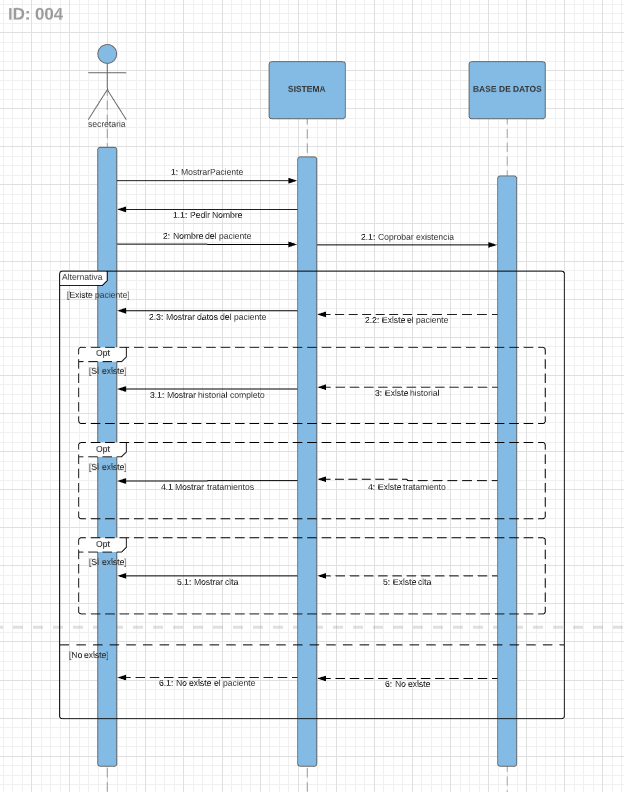 ID: 004
SISTEMA
BASE DE DATOS
secretaria
1: MostrarPaciente
1.1: Pedir Nombre
2: Nombre del paciente
2.1: Coprobar existencia
Alternativa
[Existe paciente]
2.3: Mostrar datos del paciente
2.2: Existe el paciente
Opt
[Si existe]
3.1: Mostrar historial completo
3: Existe historial
Opt
[Si existe]
4.1 Mostrar tratamientos
4: Existe tratamiento
Opt
[Si existe]
5.1: Mostrar cita
5: Existe cita
[No existe]
6.1: No existe el paciente
6: No existe